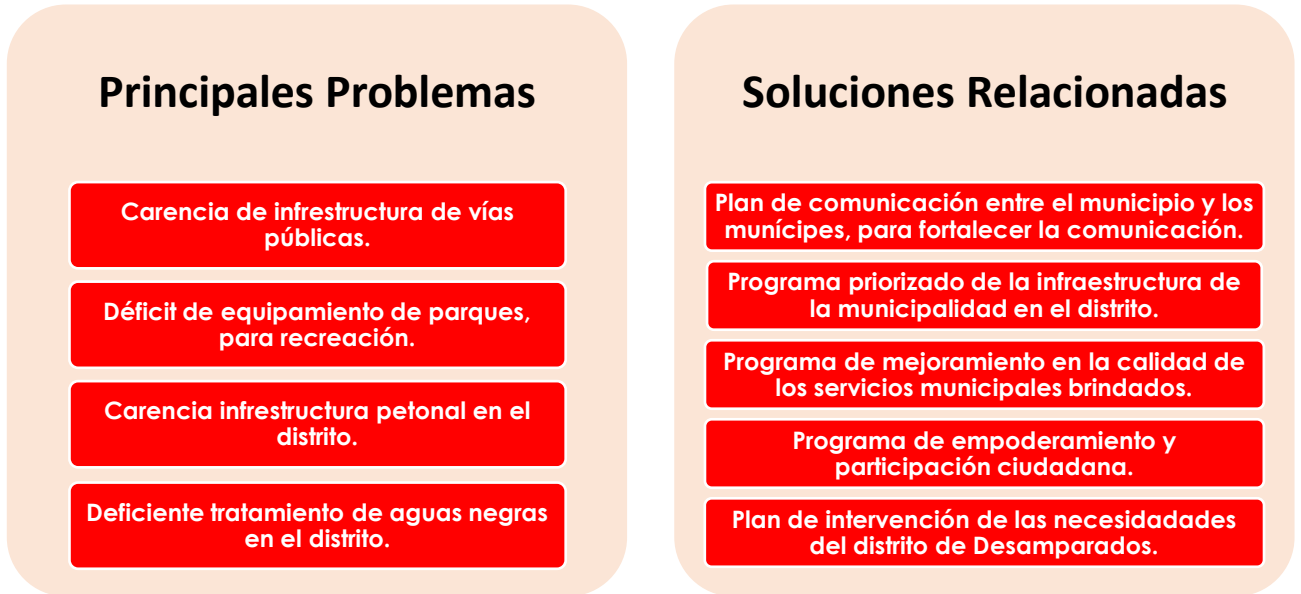 Principales Problemas
Carencia de infrestructura de vías
públicas.
Déficit de equipamiento de parques,
para recreación.
Carencia infrestructura petonal en el
distrito.
Deficiente tratamiento de aguas negras
en el distrito.
Soluciones Relacionadas
Plan de comunicación entre el municipio y los
munícipes, para fortalecer la comunicación.
Programa priorizado de la infraestructura de
la municipalidad en el distrito.
Programa de mejoramiento en la calidad de
los servicios municipales brindados.
Programa de empoderamiento y
participación ciudadana.
Plan de intervención de las necesidadades
del distrito de Desamparados.